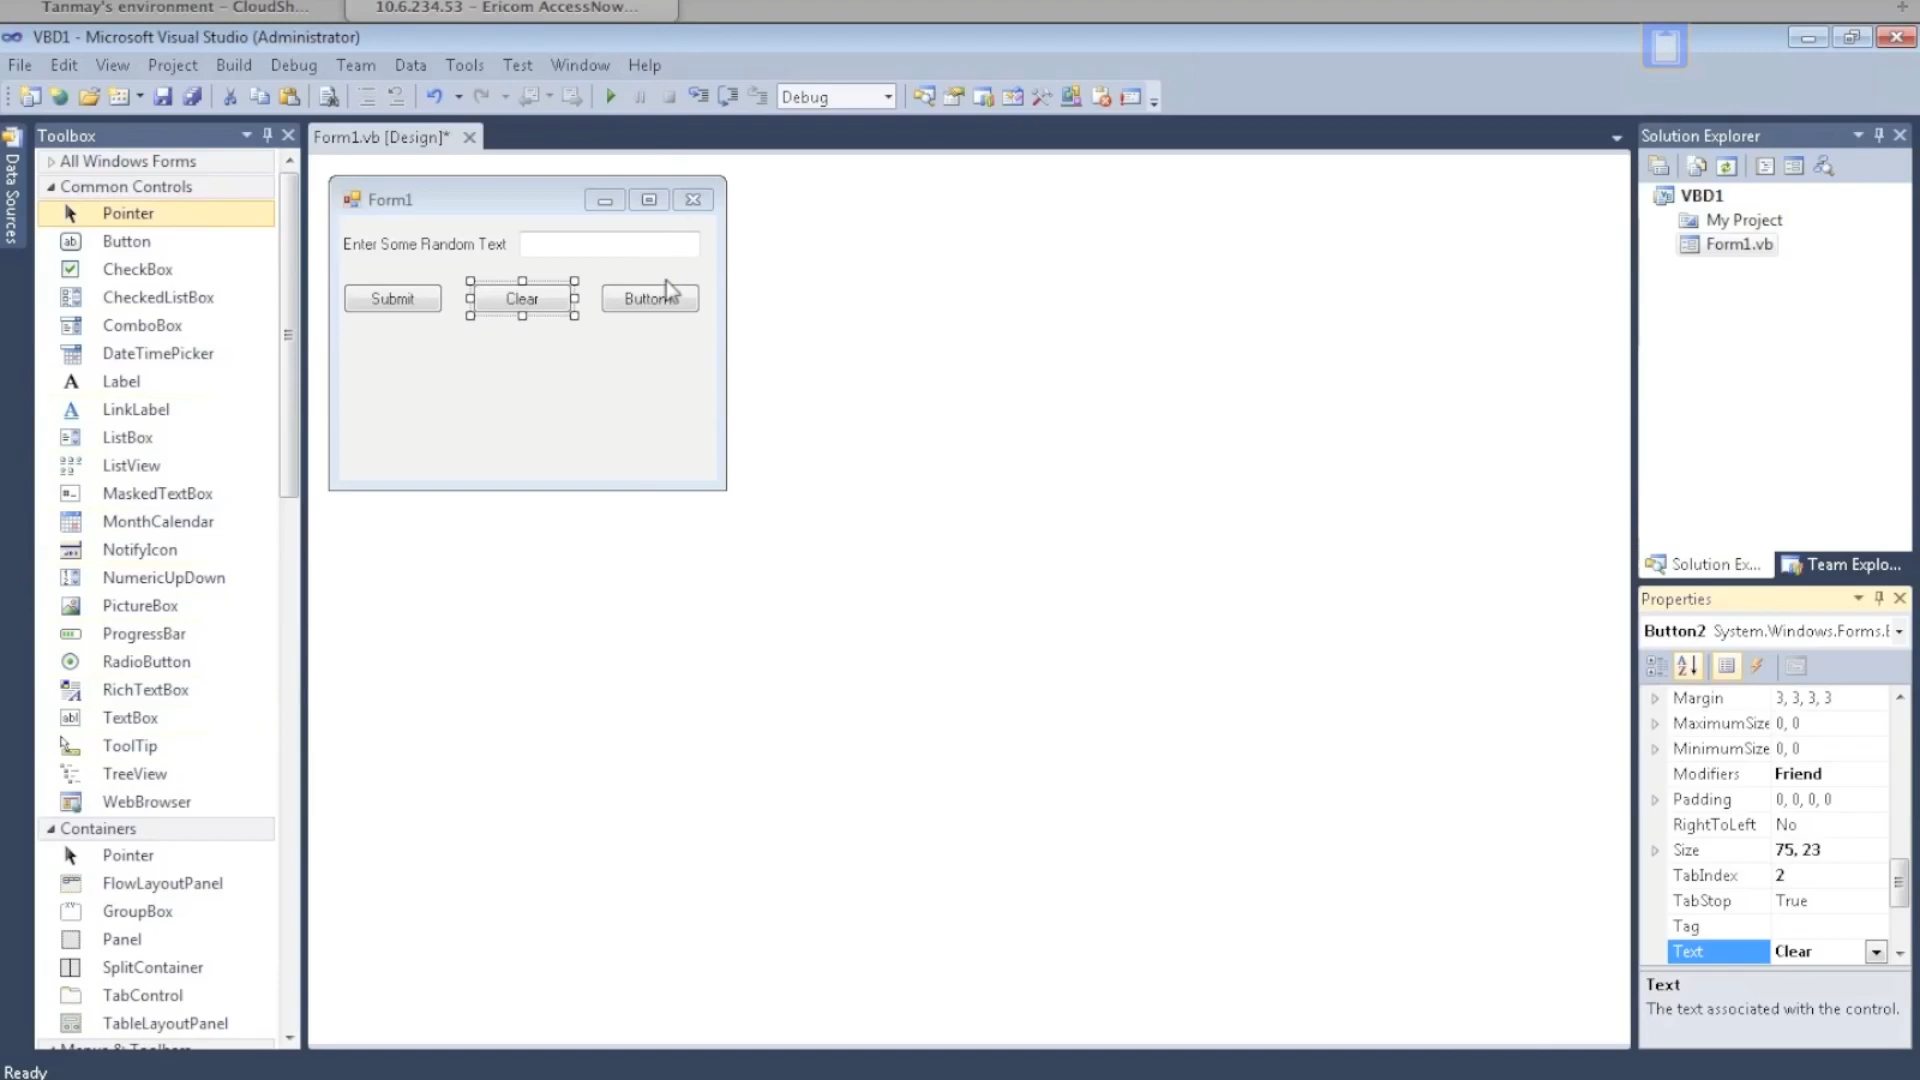 Tanmay's environment - CloudSh...
10.6.234.53 - Ericom AccessNow...
VBD1 - Microsoft Visual Studio (Administrator)
File Edit View Project Build Debug Team Data Tools Test Window Help
Debug
Data Sources
Toolbox
All Windows Forms
Common Controls
Pointer
Button
CheckBox
CheckedListBox
ComboBox
DateTimePicker
Label
LinkLabel
ListBox
ListView
MaskedTextBox
MonthCalendar
NotifyIcon
NumericUpDown
PictureBox
ProgressBar
RadioButton
RichTextBox
TextBox
ToolTip
TreeView
WebBrowser
Containers
Pointer
FlowLayoutPanel
GroupBox
Panel
SplitContainer
TabControl
TableLayoutPanel
Form1.vb [Design]*
Form1
Enter Some Random Text
Submit Clear
Solution Explorer
VBD1
My Project
Form1.vb
Solution Ex... Team Explo...
Properties
Button2 System.Windows.Forms.
Margin 3, 3, 3, 3
MaximumSize 0, 0
MinimumSize 0, 0
Modifiers Friend
Padding 0, 0, 0, 0
RightToLeft No
Size 75, 23
TabIndex 2
TabStop True
Tag
Text Clear
Text
The text associated with the control.
Ready